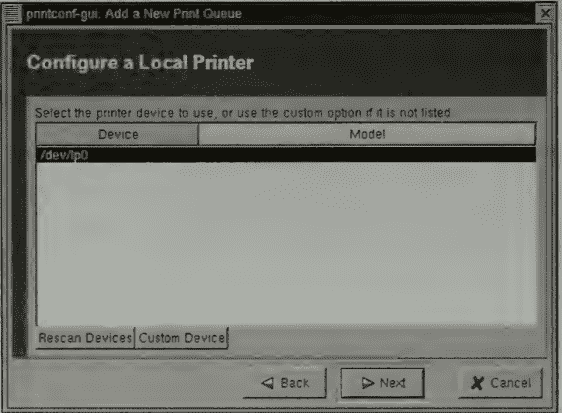 printconf-gui: Add a New Print Queue
Configure a Local Printer
Select the printer device to use, or use the custom option if it is not listed
Device Model
/dev/lp0
Rescan Devices Custom Device
Back Next Cancel